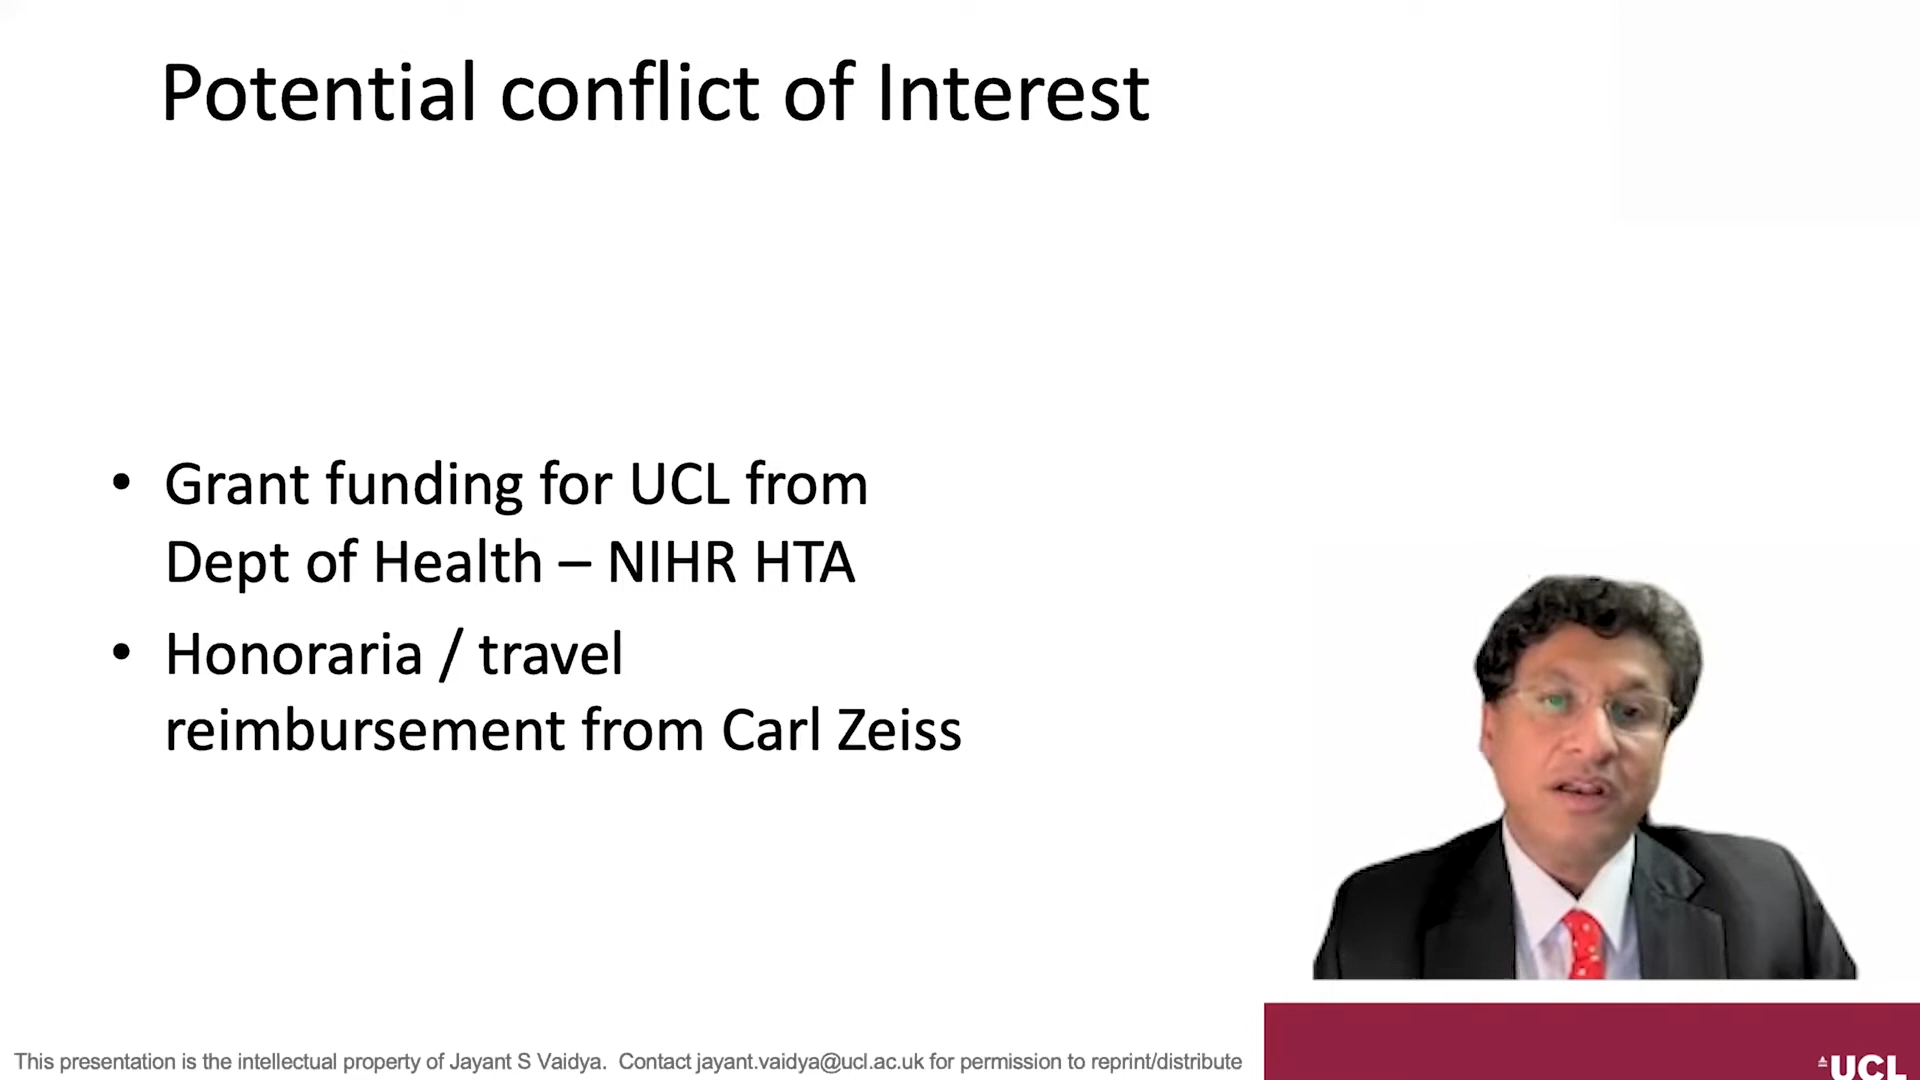 Potential conflict of Interest
• Grant funding for UCL from
Dept of Health – NIHR HTA
• Honoraria / travel
reimbursement from Carl Zeiss
This presentation is the intellectual property of Jayant S Vaidya.  Contact jayant.vaidya@ucl.ac.uk for permission to reprint/distribute
UCL